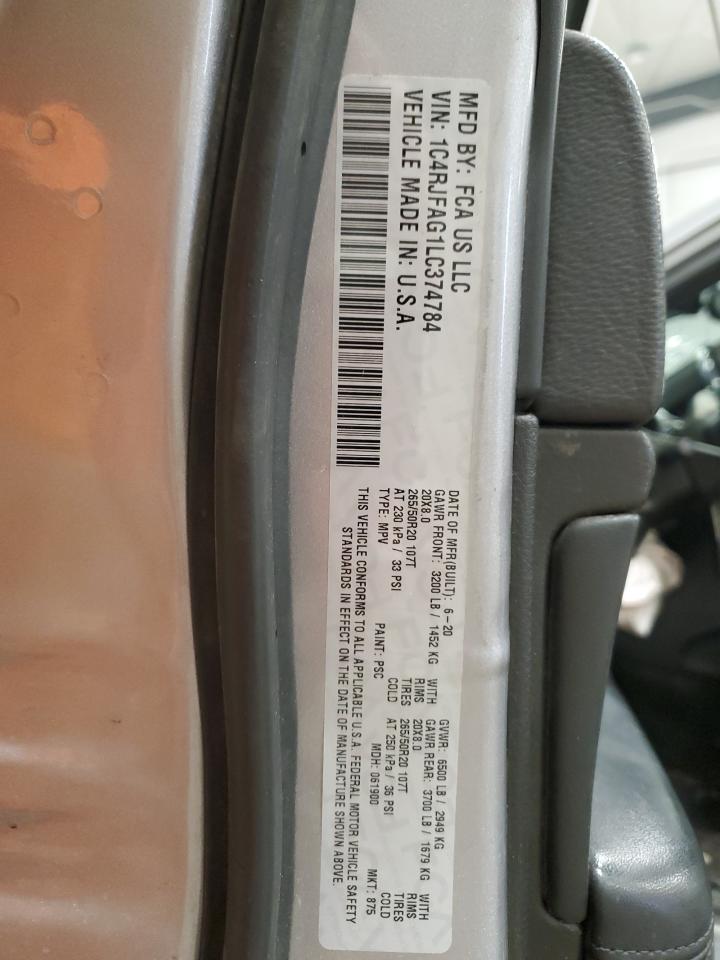 MFD BY: FCA US LLC
VIN: 1C4RJFAG1LC374784
VEHICLE MADE IN: U.S.A.
DATE OF MFR(BUILT): 6-20 GVWR: 6500 LB / 2949 KG
GAWR FRONT: 3200 LB / 1452 KG WITH GAWR REAR: 3700 LB / 1679 KG WITH
20X8.0 RIMS 20X8.0 RIMS
265/50R20 107T TIRES 265/50R20 107T TIRES
AT 230 kPa / 33 PSI COLD AT 250 kPa / 36 PSI COLD
TYPE: MPV PAINT: PSC MDH: 061900 MKT: 875
THIS VEHICLE CONFORMS TO ALL APPLICABLE U.S.A. FEDERAL MOTOR VEHICLE SAFETY
STANDARDS IN EFFECT ON THE DATE OF MANUFACTURE SHOWN ABOVE.